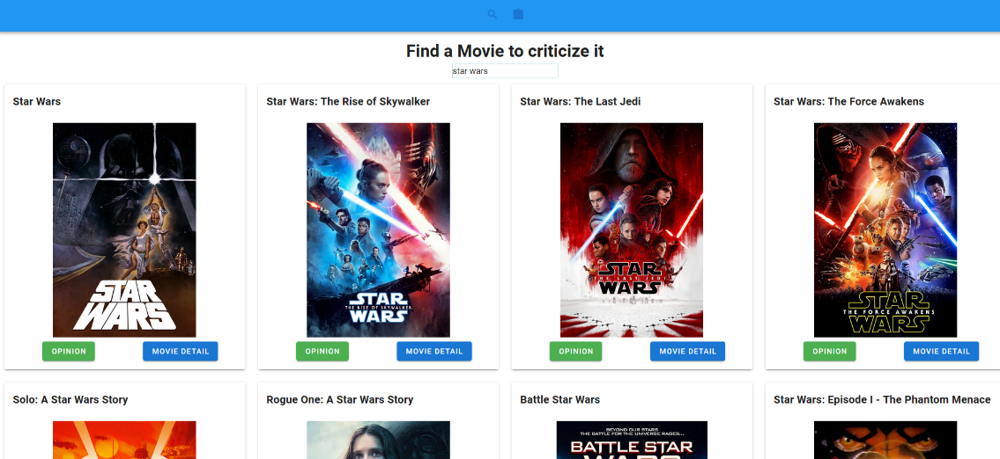 Find a Movie to criticize it
star wars
Star Wars
Star Wars: The Rise of Skywalker
Star Wars: The Last Jedi
Star Wars: The Force Awakens
STAR
WARS
STAR
THE RISE OF SKYWALKER
WARS
STAR
THE LAST JEDI
WARS
STAR
THE FORCE AWAKENS
WARS
OPINION
MOVIE DETAIL
OPINION
MOVIE DETAIL
OPINION
MOVIE DETAIL
OPINION
MOVIE DETAIL
Solo: A Star Wars Story
Rogue One: A Star Wars Story
Battle Star Wars
Star Wars: Episode I - The Phantom Menace
BEYOND OUR STARS
THE BATTLE FOR THE UNIVERSE RAGES...
BATTLE STAR